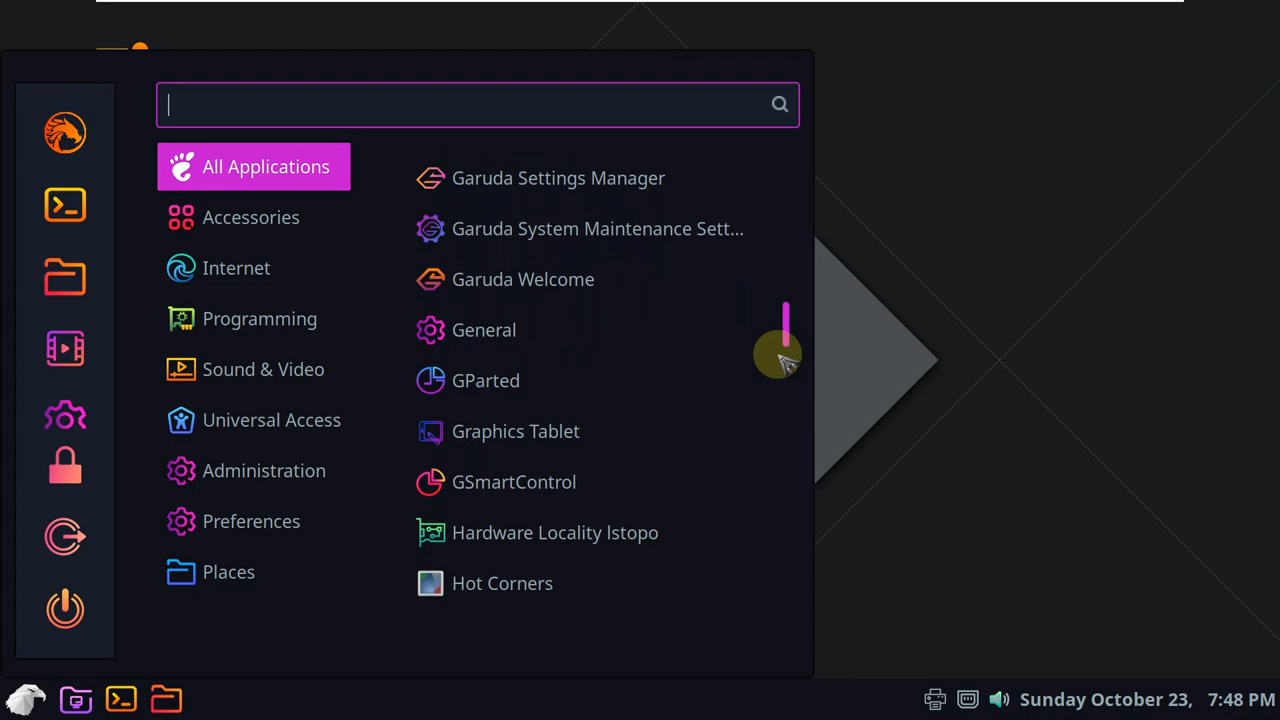 All Applications
Accessories
Internet
Programming
Sound & Video
Universal Access
Administration
Preferences
Places
Garuda Settings Manager
Garuda System Maintenance Sett...
Garuda Welcome
General
GParted
Graphics Tablet
GSmartControl
Hardware Locality lstopo
Hot Corners
Sunday October 23, 7:48 PM